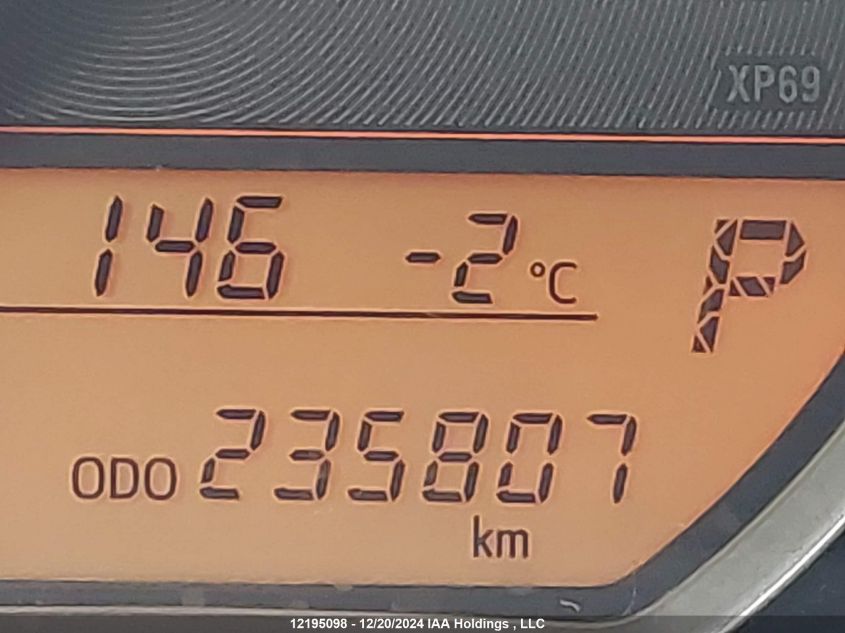 XP69
146 -2°C P
ODO 235807
km
12195098 - 12/20/2024 IAA Holdings , LLC